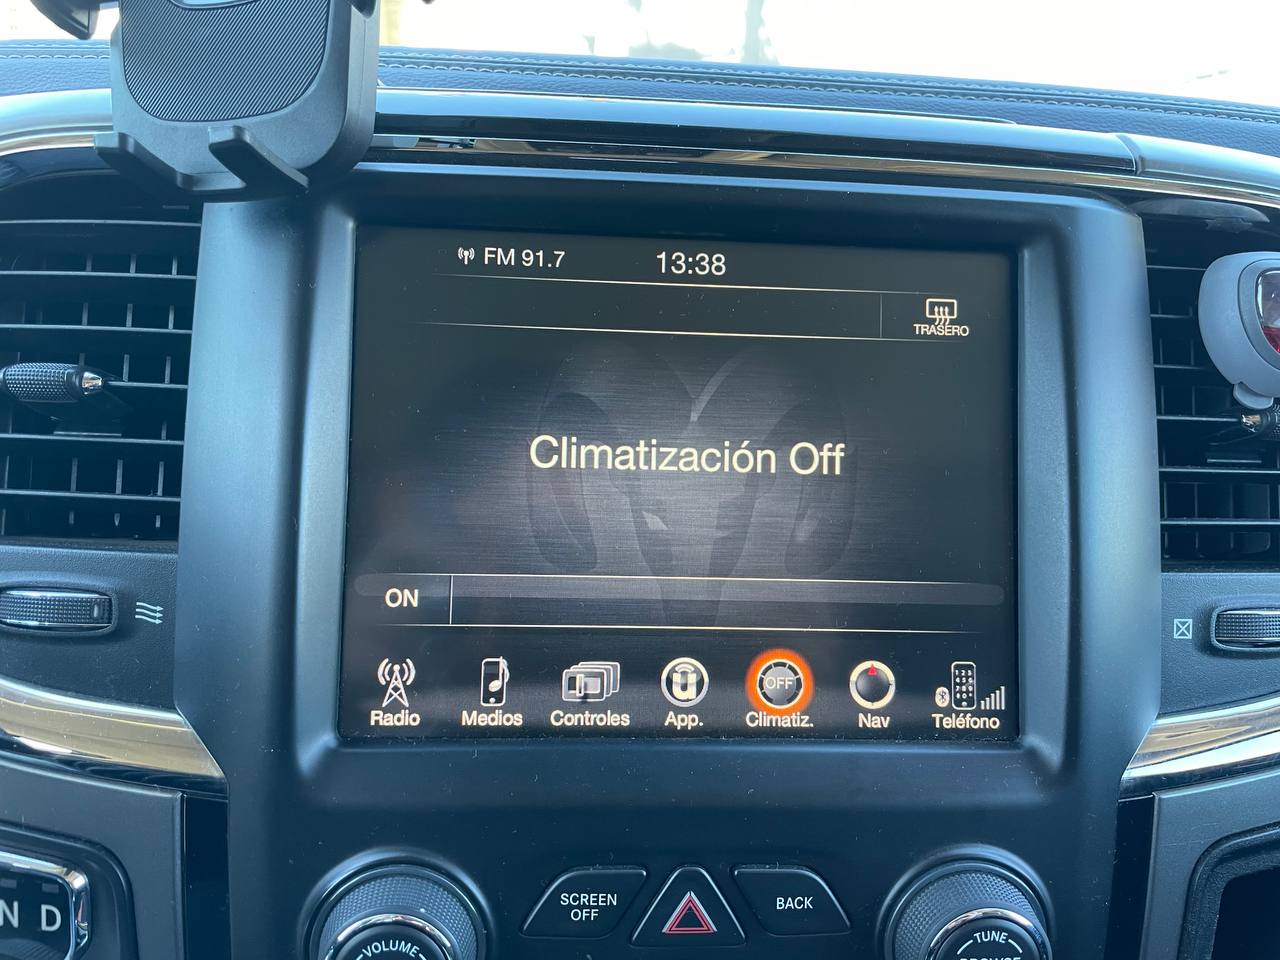 FM 91.7
13:38
TRASERO
Climatización Off
ON
OFF
Radio
Medios
Controles
App.
Climatiz.
Nav
Teléfono
N D
SCREEN
OFF
BACK
VOLUME
TUNE
BROWSE